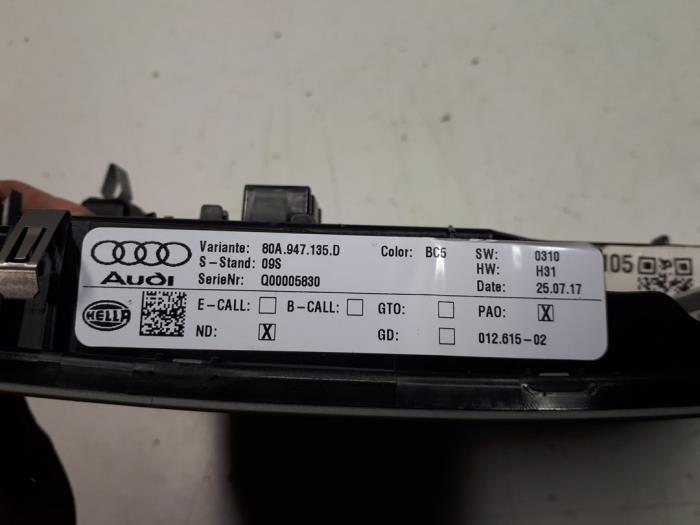 Audi
Variante: 80A.947.135.D Color: BC5 SW: 0310
S-Stand: 09S HW: H31
SerieNr: Q00005830 Date: 25.07.17
HELLA
E-CALL: B-CALL: GTO: PAO: X
ND: X GD: 012.615-02
105